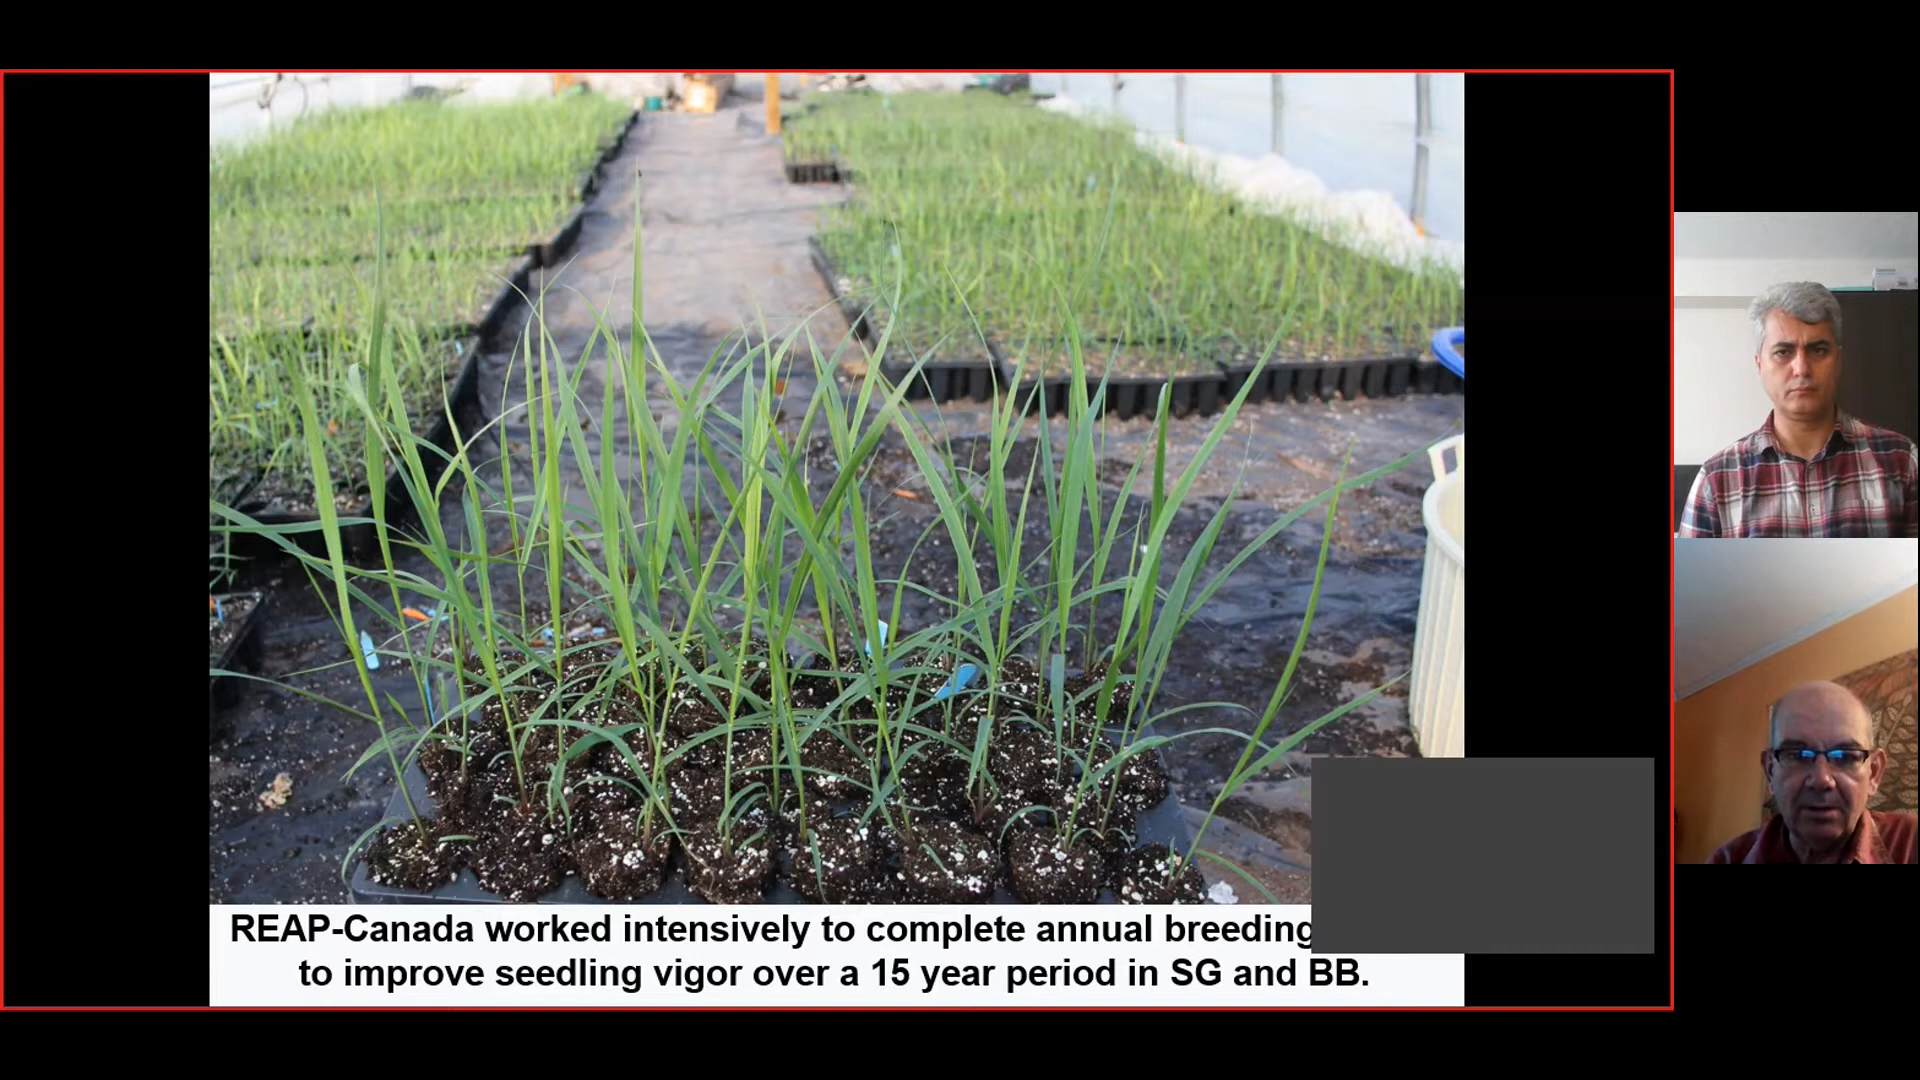 REAP-Canada worked intensively to complete annual breeding
to improve seedling vigor over a 15 year period in SG and BB.